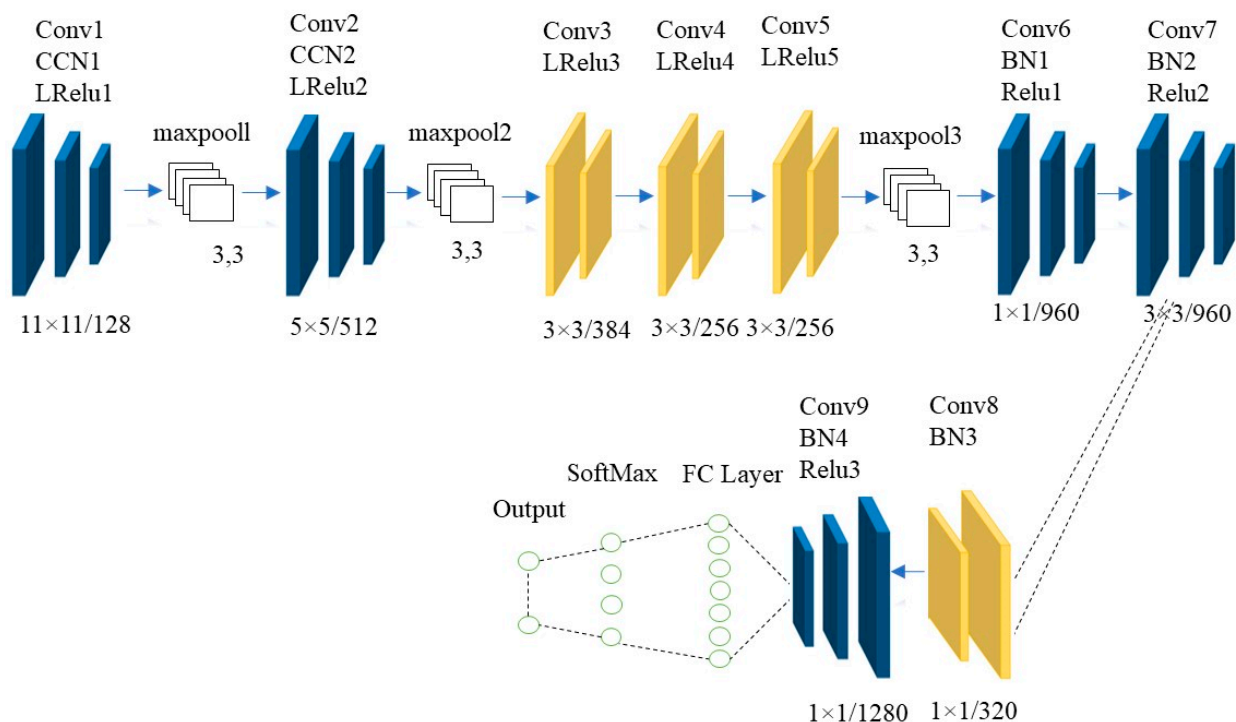 Conv1
CCN1
LRelu1
maxpooll
3,3
11×11/128
Conv2
CCN2
LRelu2
maxpool2
3,3
5×5/512
Conv3
LRelu3
3×3/384
Conv4
LRelu4
3×3/256
Conv5
LRelu5
3×3/256
maxpool3
3,3
Conv6
BN1
Relu1
1×1/960
Conv7
BN2
Relu2
3×3/960
Conv8
BN3
1×1/320
Conv9
BN4
Relu3
1×1/1280
FC Layer
SoftMax
Output